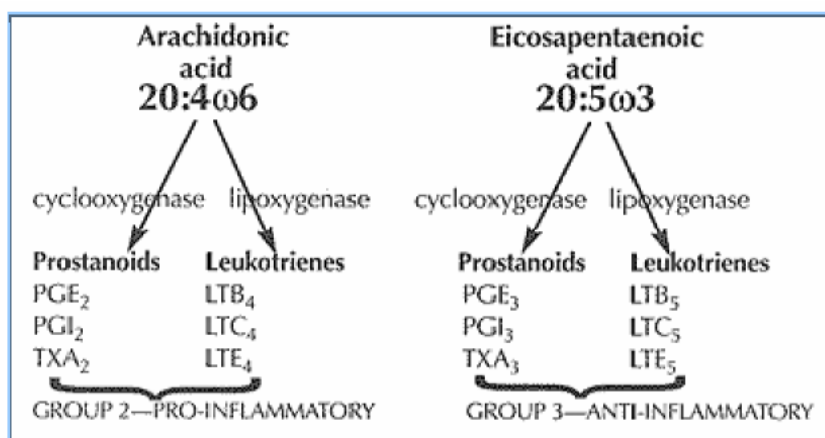 Arachidonic
acid
20:4ω6
cyclooxygenase lipoxygenase
Prostanoids Leukotrienes
PGE₂ LTB₄
PGI₂ LTC₄
TXA₂ LTE₄
GROUP 2—PRO-INFLAMMATORY
Eicosapentaenoic
acid
20:5ω3
cyclooxygenase lipoxygenase
Prostanoids Leukotrienes
PGE₃ LTB₅
PGI₃ LTC₅
TXA₃ LTE₅
GROUP 3—ANTI-INFLAMMATORY